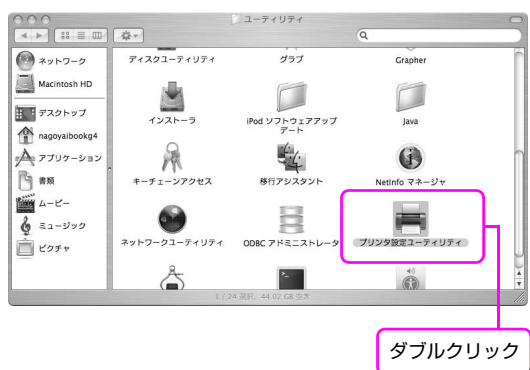 ユーティリティ
ネットワーク
Macintosh HD
デスクトップ
nagoyaibookg4
アプリケーション
書類
ムービー
ミュージック
ピクチャ
ディスクユーティリティ
グラブ
Grapher
インストーラ
iPod ソフトウェアアップ
デート
Java
キーチェーンアクセス
移行アシスタント
NetInfo マネージャ
ネットワークユーティリティ
ODBC アドミニストレータ
プリンタ設定ユーティリティ
1 / 24 選択、44.02 GB 空き
ダブルクリック